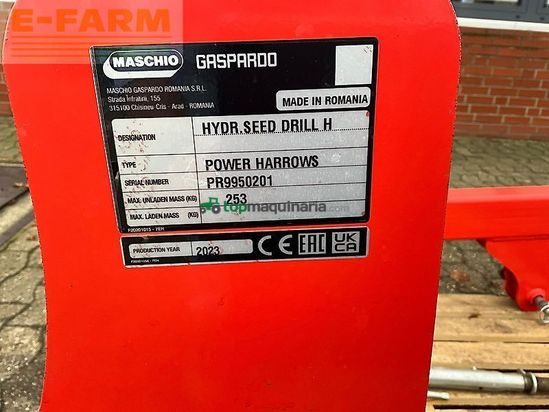 E-FARM
MASCHIO GASPARDO
MASCHIO GASPARDO ROMANIA S.R.L.
Strada Infratirii, 155
315100 Chisineu Cris - Arad - ROMANIA
MADE IN ROMANIA
DESIGNATION HYDR.SEED DRILL H
TYPE POWER HARROWS
SERIAL NUMBER PR9950201
MAX. UNLADEN MASS (KG) 253
MAX. LADEN MASS (KG)
topmaquinaria.com
PRODUCTION YEAR 2023 CE EAC UK CA